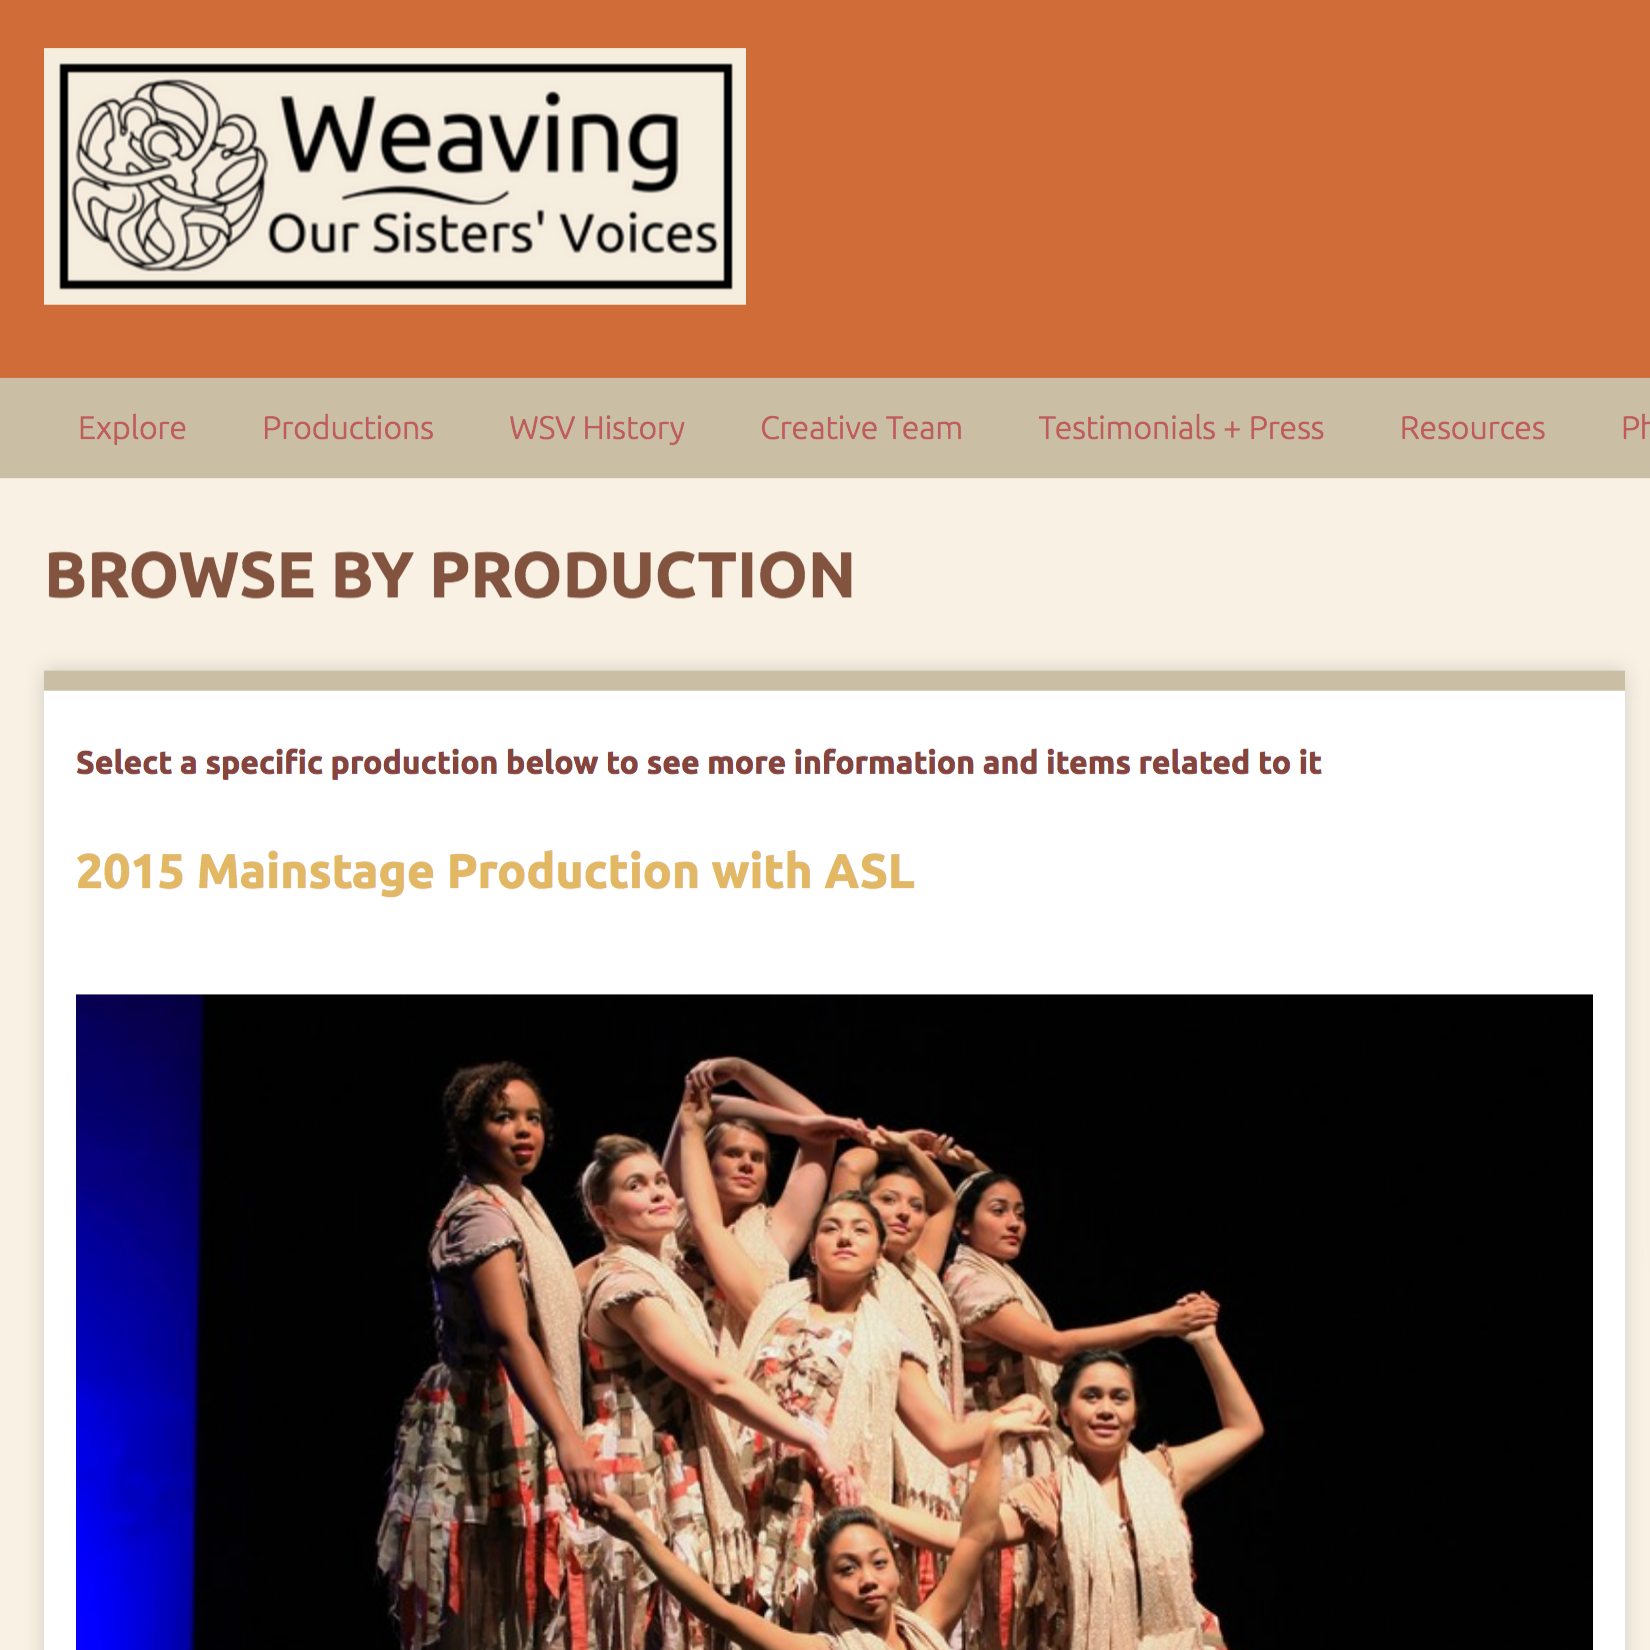 Weaving
Our Sisters' Voices
Explore Productions WSV History Creative Team Testimonials + Press Resources Ph
BROWSE BY PRODUCTION
Select a specific production below to see more information and items related to it
2015 Mainstage Production with ASL